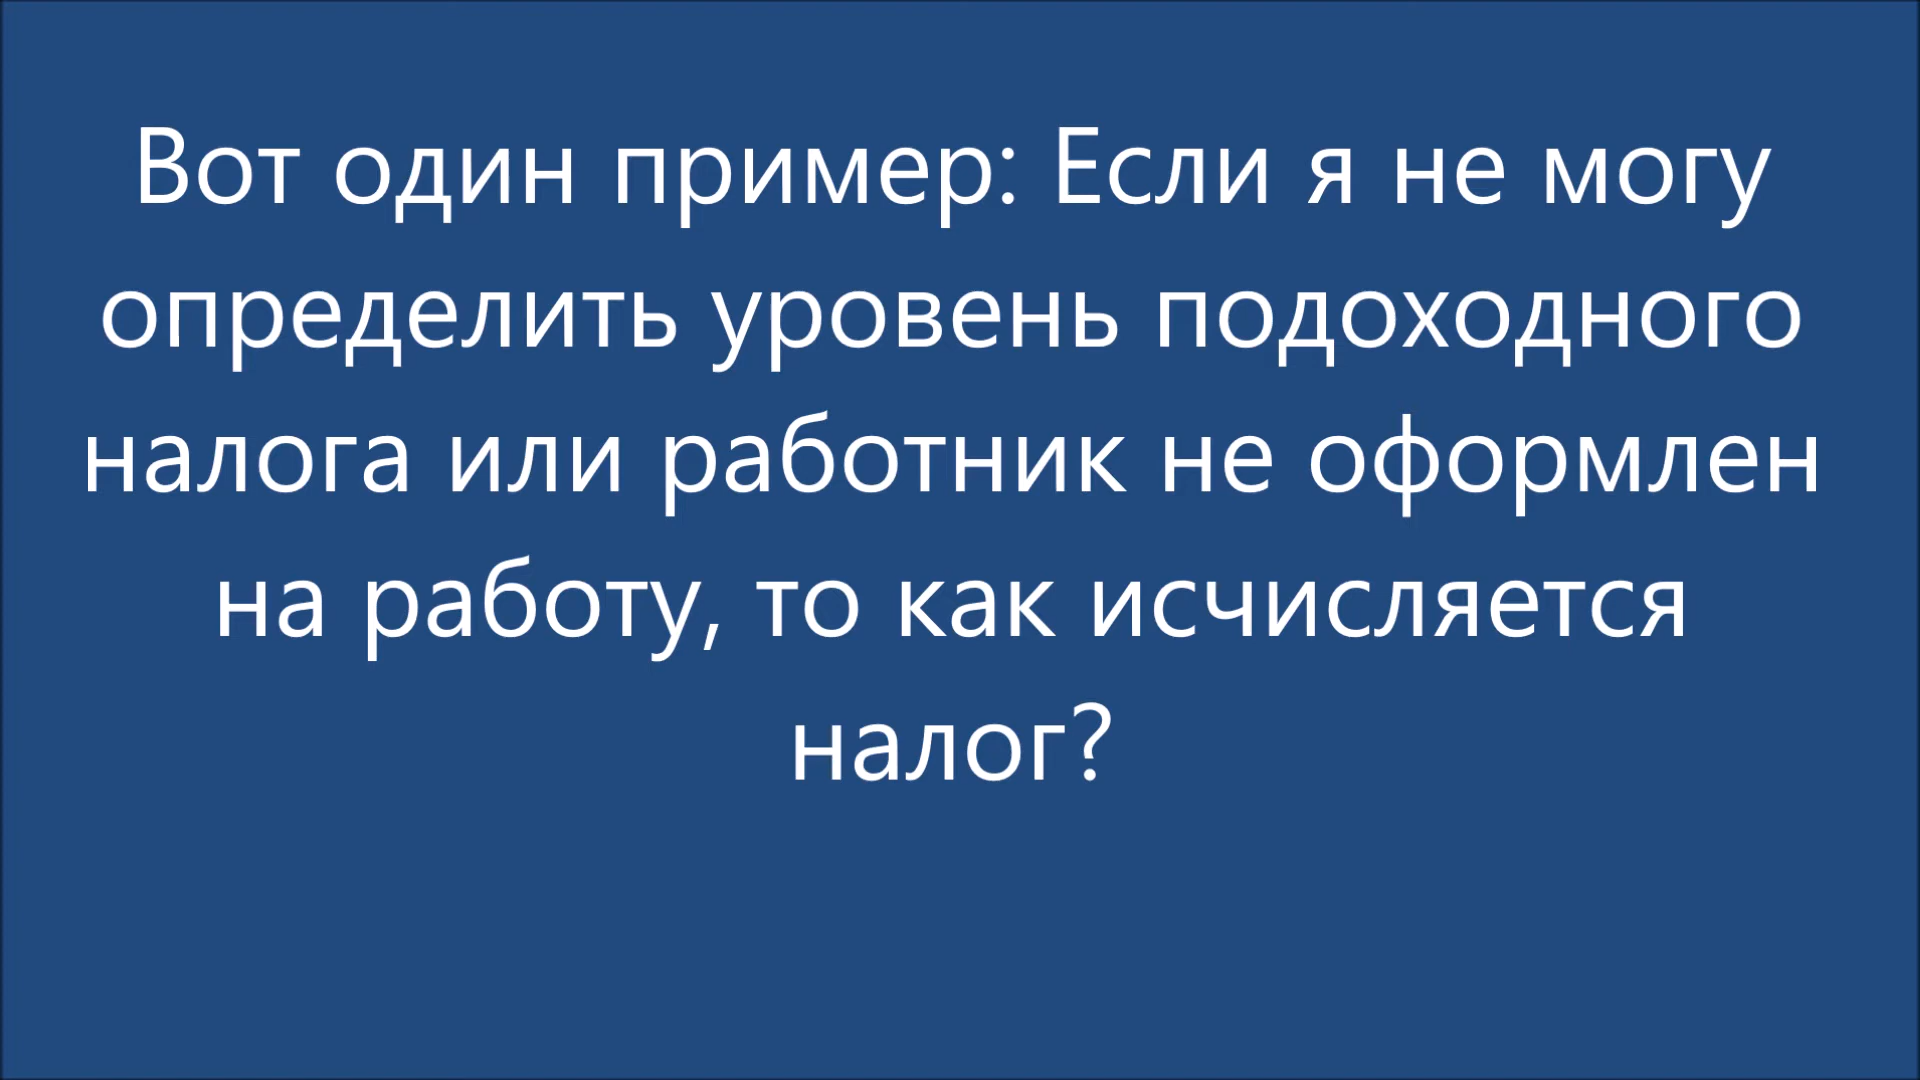 Вот один пример: Если я не могу
определить уровень подоходного
налога или работник не оформлен
на работу, то как исчисляется
налог?